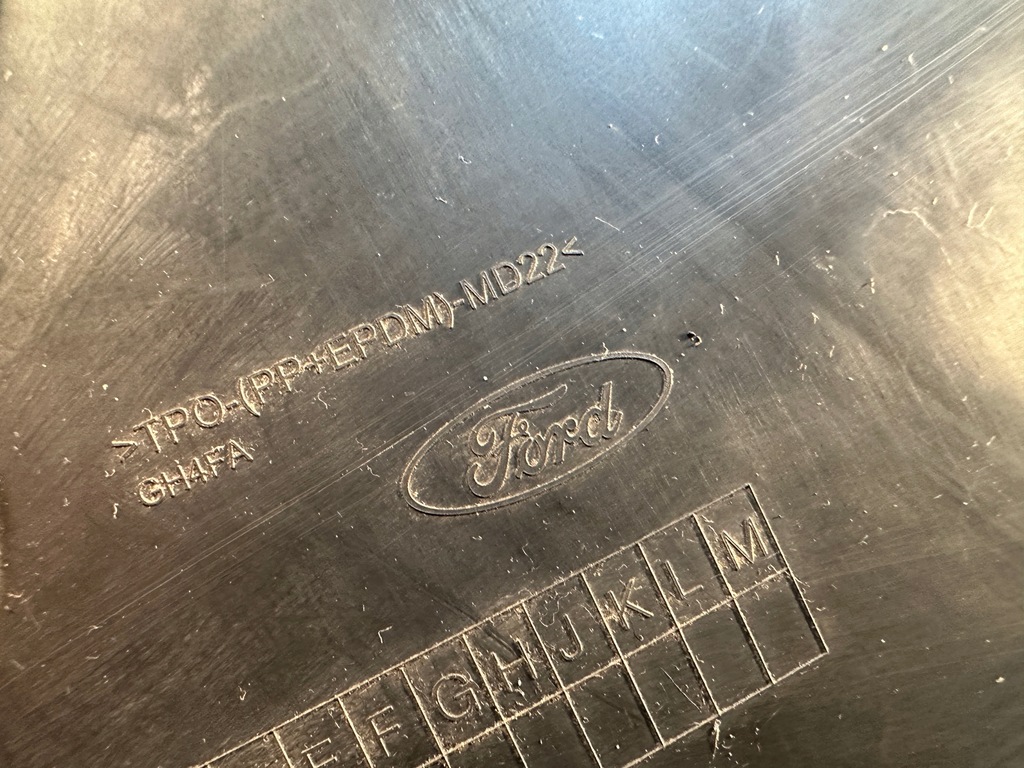 >TPO-(PP+EPDM)-MD22<
GH4FA
Ford
E F G H J K L M